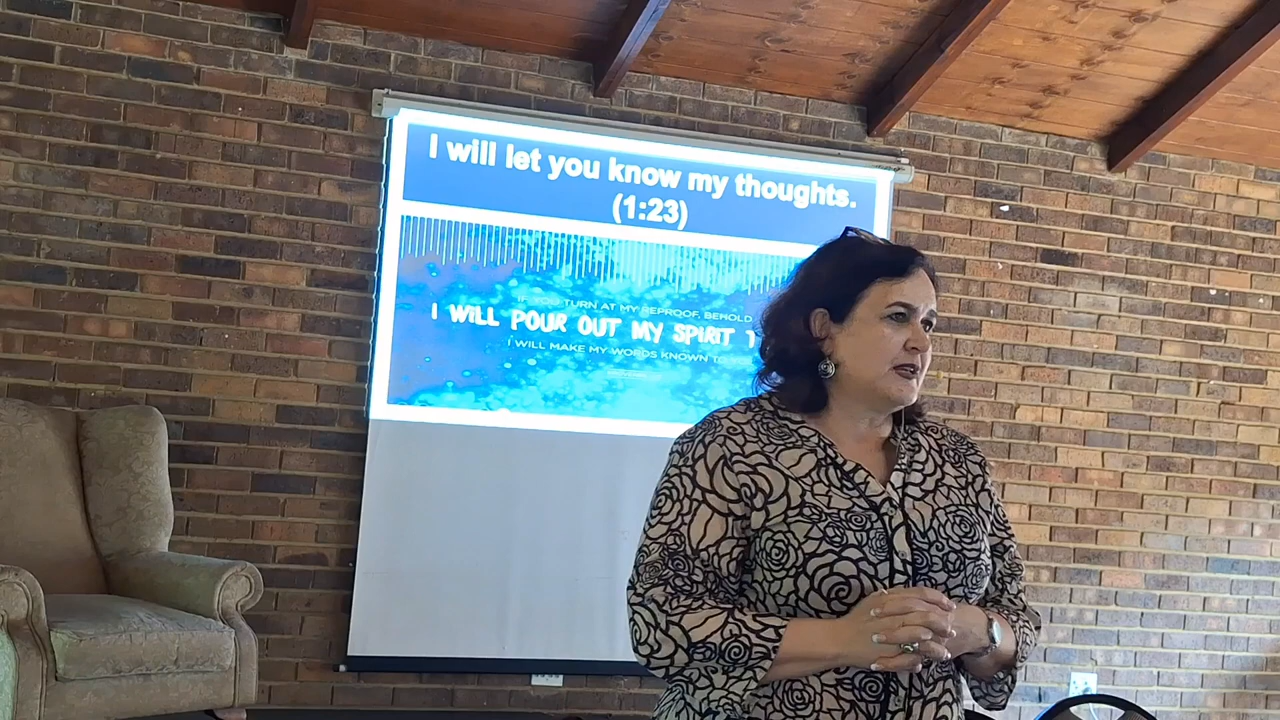 I will let you know my thoughts.
(1:23)
IF YOU TURN AT MY REPROOF, BEHOLD
I WILL POUR OUT MY SPIRIT
I WILL MAKE MY WORDS KNOWN